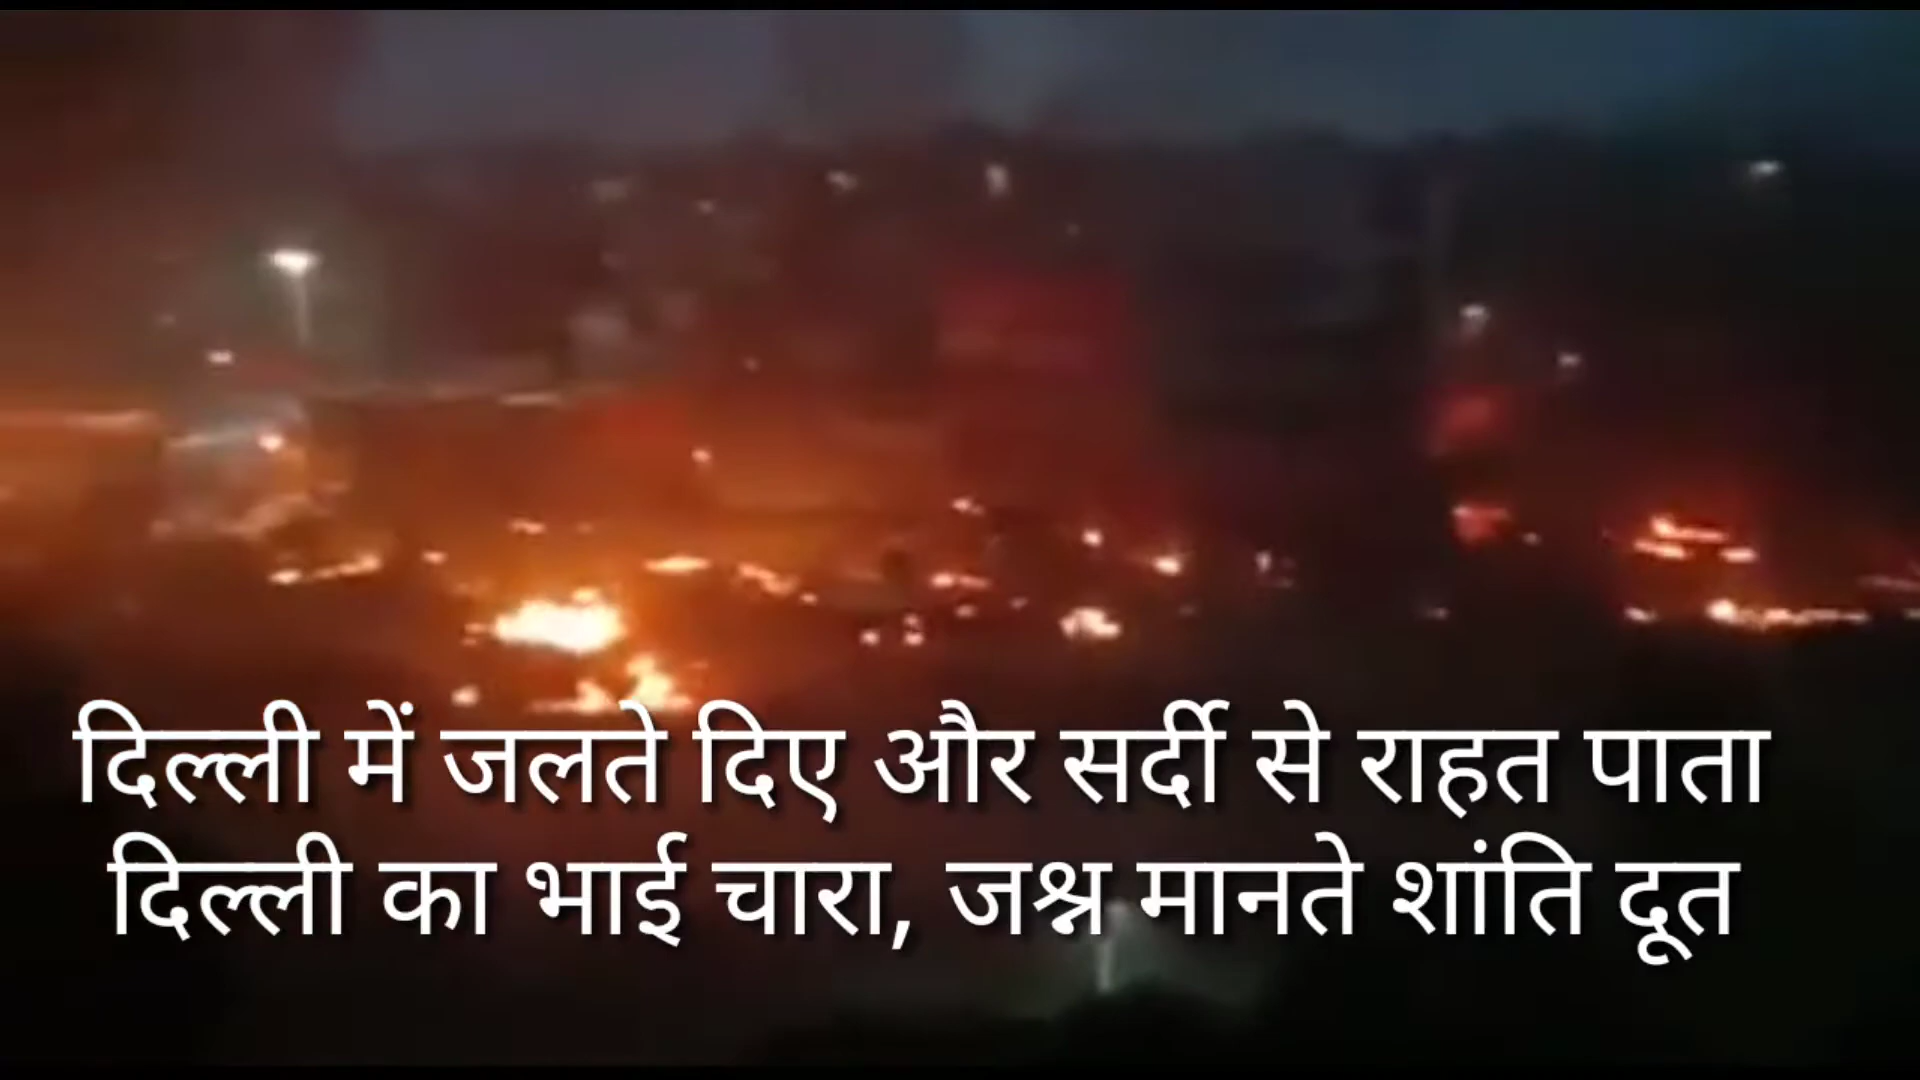 दिल्ली में जलते दिए और सर्दी से राहत पाता
दिल्ली का भाई चारा, जश्न मानते शांति दूत